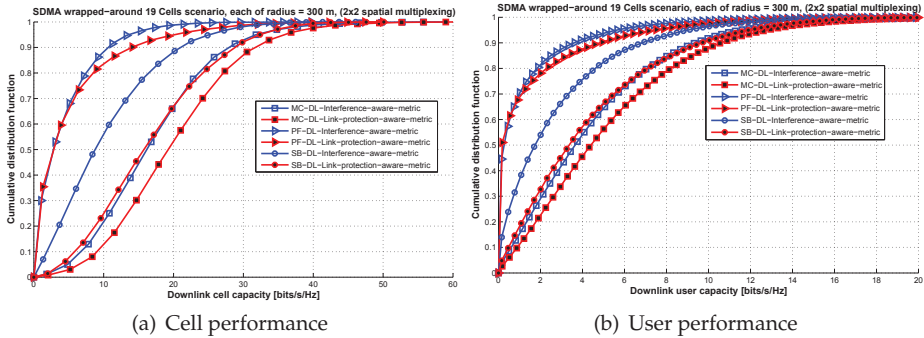 SDMA wrapped-around 19 Cells scenario, each of radius = 300 m, (2x2 spatial multiplexing)
1
0.9
0.8
0.7
0.6
0.5
0.4
0.3
0.2
0.1
0
Cumulative distribution function
MC-DL-Interference-aware-metric
MC-DL-Link-protection-aware-metric
PF-DL-Interference-aware-metric
PF-DL-Link-protection-aware-metric
SB-DL-Interference-aware-metric
SB-DL-Link-protection-aware-metric
0 10 20 30 40 50 60
Downlink cell capacity [bits/s/Hz]
(a) Cell performance
SDMA wrapped-around 19 Cells scenario, each of radius = 300 m, (2x2 spatial multiplexing)
1
0.9
0.8
0.7
0.6
0.5
0.4
0.3
0.2
0.1
0
Cumulative distribution function
MC-DL-Interference-aware-metric
MC-DL-Link-protection-aware-metric
PF-DL-Interference-aware-metric
PF-DL-Link-protection-aware-metric
SB-DL-Interference-aware-metric
SB-DL-Link-protection-aware-metric
0 2 4 6 8 10 12 14 16 18 20
Downlink user capacity [bits/s/Hz]
(b) User performance